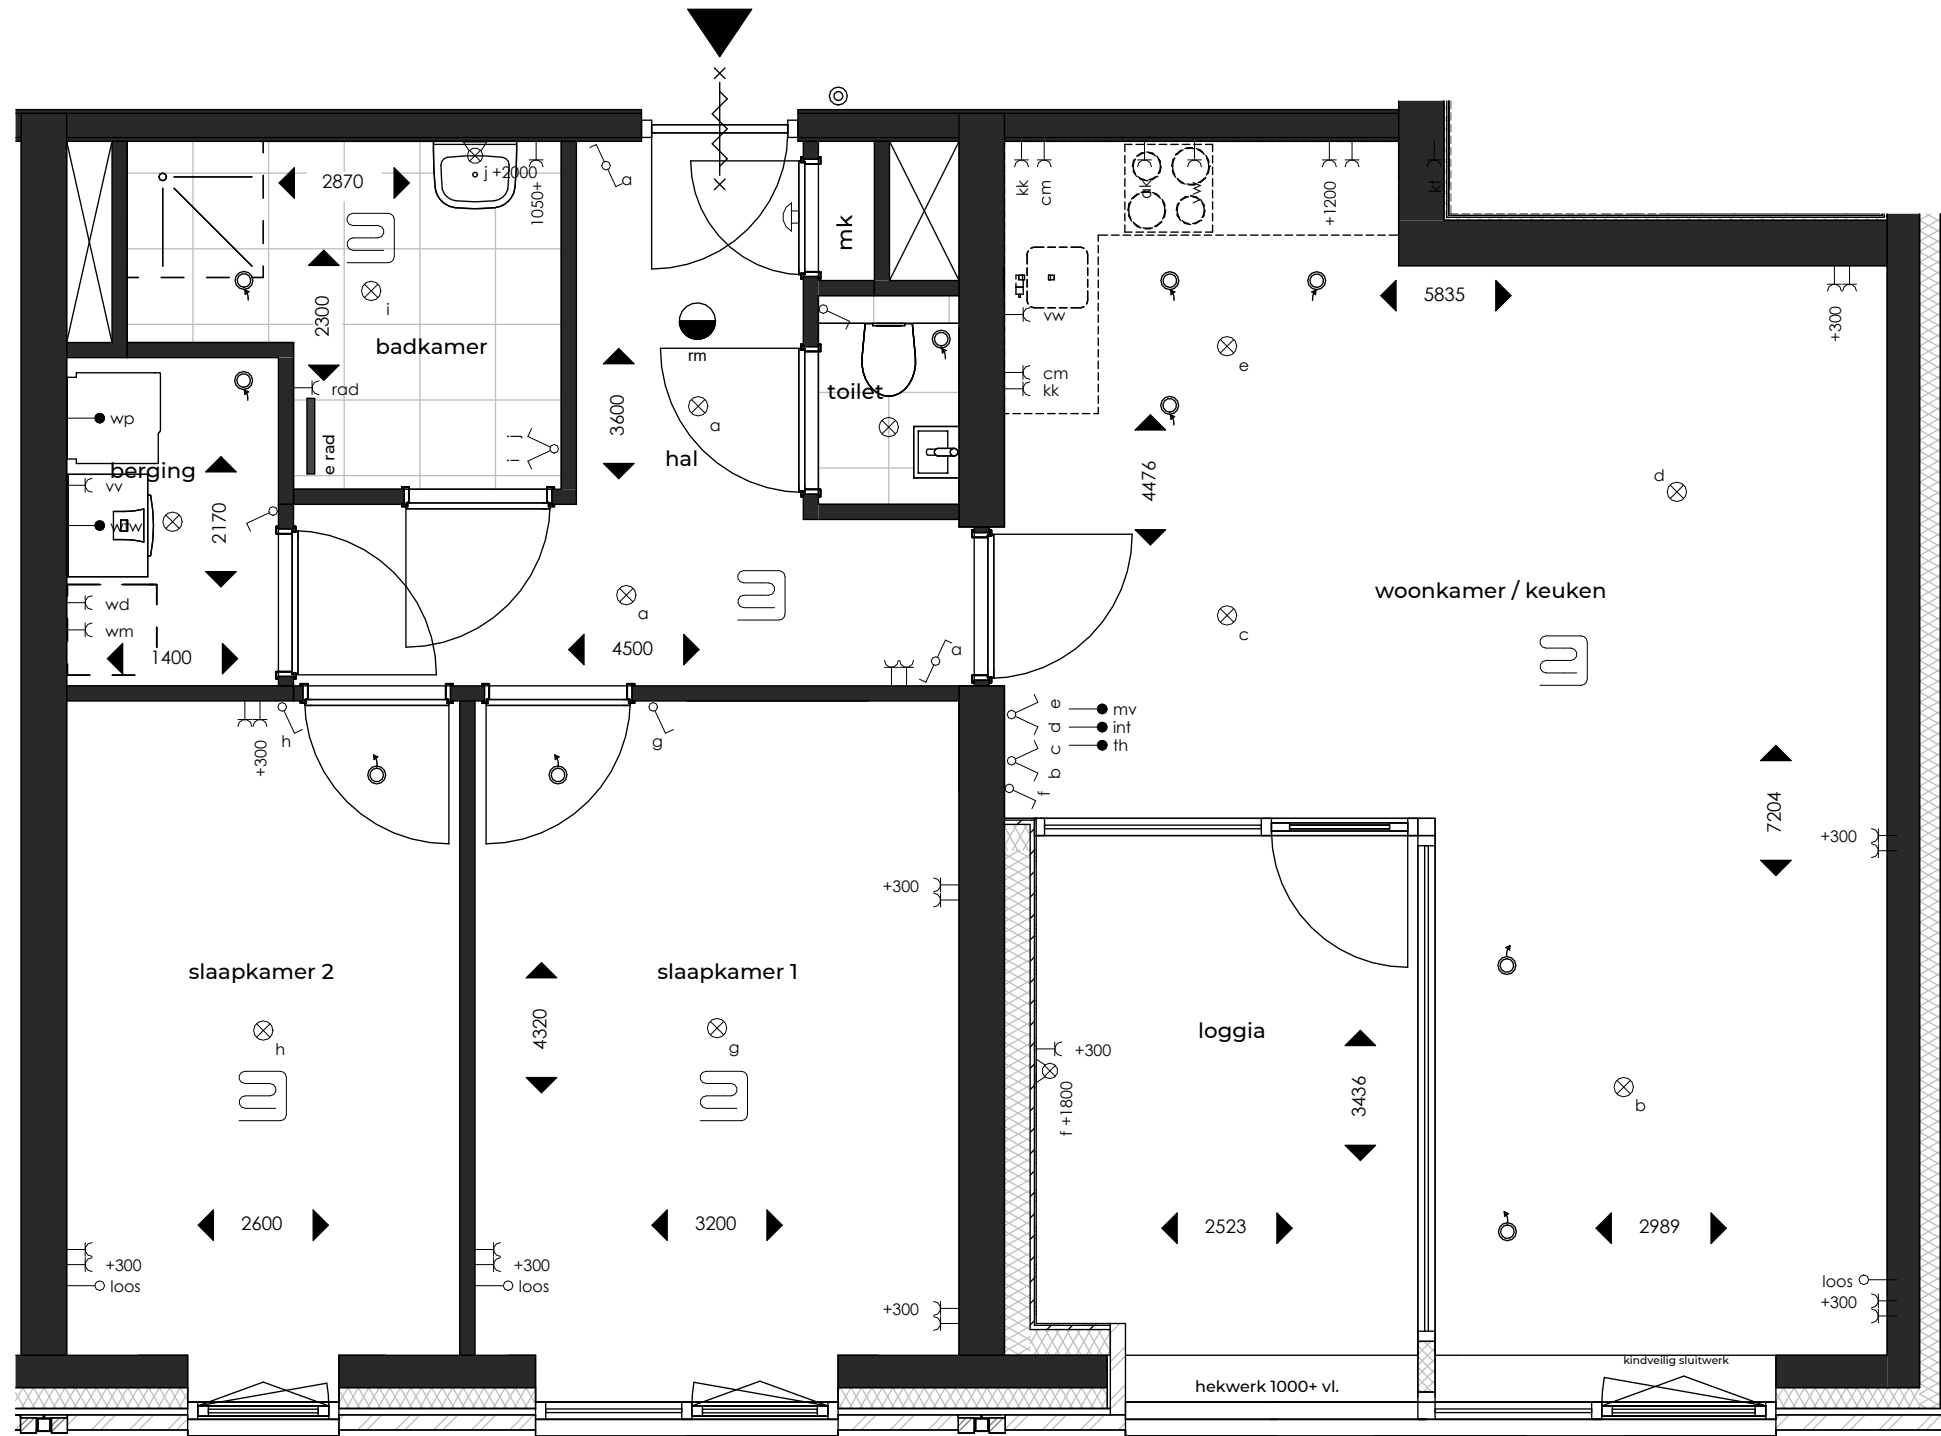 2870
j +2000
1050+
a
mk
kk
cm
ak
vw
+1200
kt
2300
i
badkamer
rm
toilet
vw
cm
kk
5835
+300
e
rad
e rad
i j
3600
a
hal
4476
d
wp
berging
vv
wtw
2170
wd
wm
1400
a
4500
a
woonkamer / keuken
c
h
+300
g
e
d
c
b
f
mv
int
th
7204
+300
+300
slaapkamer 2
slaapkamer 1
h
g
4320
loggia
+300
f +1800
3436
b
2600
3200
2523
2989
+300
loos
+300
loos
+300
loos
+300
kindveilig sluitwerk
hekwerk 1000+ vl.